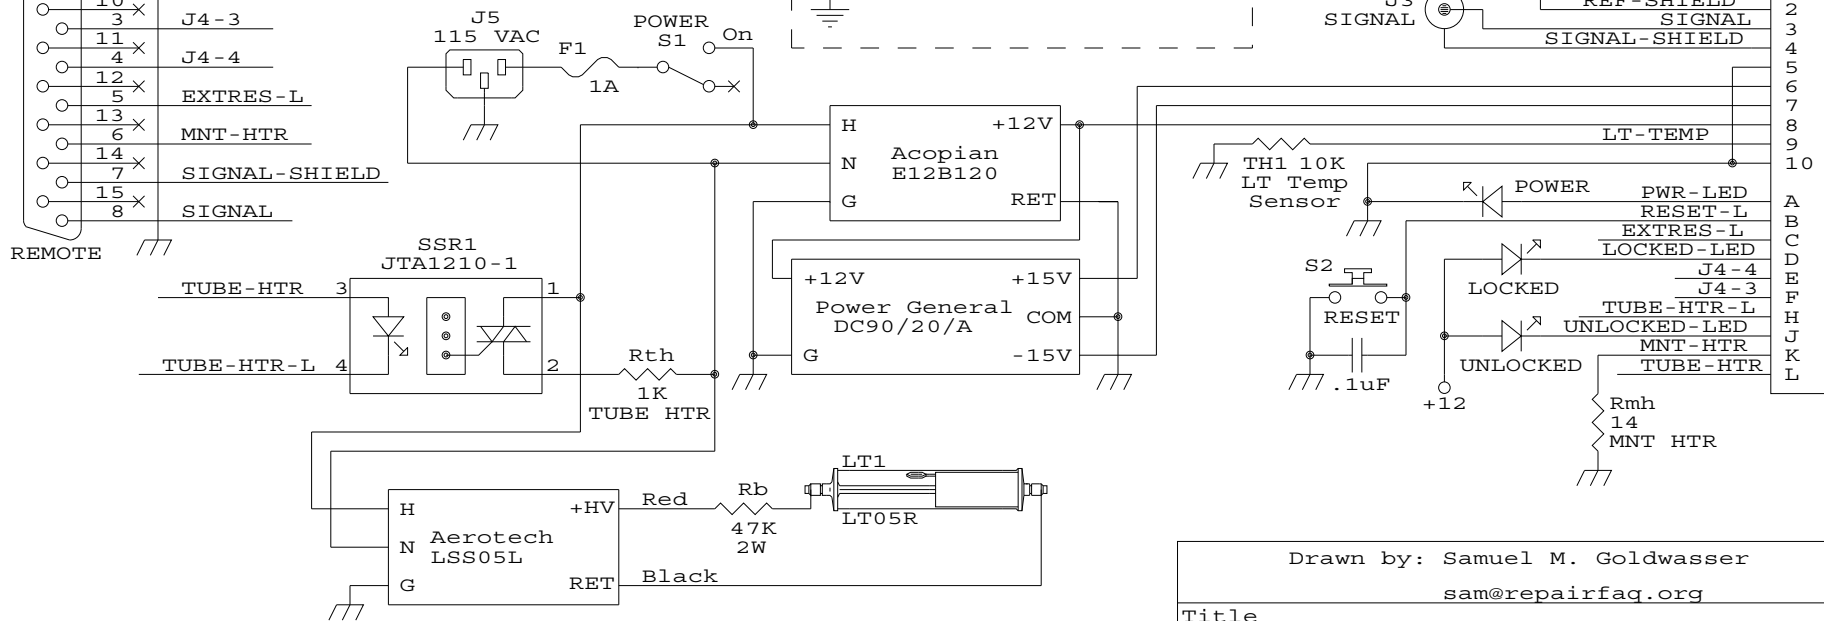 10
3 J4-3
11
4 J4-4
12
5 EXTRES-L
13
6 MNT-HTR
14
7 SIGNAL-SHIELD
15
8 SIGNAL
REMOTE
J5
115 VAC
F1
1A
POWER
S1
On
H
N
G
+12V
RET
Acopian
E12B120
+12V
G
+15V
COM
-15V
Power General
DC90/20/A
SSR1
JTA1210-1
TUBE-HTR 3
TUBE-HTR-L 4
1
2
Rth
1K
TUBE HTR
H
N
G
+HV
RET
Aerotech
LSS05L
Red
Black
Rb
47K
2W
LT1
LT05R
J3
SIGNAL
REF-SHIELD 2
SIGNAL 3
SIGNAL-SHIELD 4
5
6
7
8
LT-TEMP 9
10
TH1 10K
LT Temp
Sensor
POWER
PWR-LED A
RESET-L B
EXTRES-L C
LOCKED-LED D
J4-4 E
J4-3 F
TUBE-HTR-L H
UNLOCKED-LED J
MNT-HTR K
TUBE-HTR L
S2
RESET
.1uF
LOCKED
UNLOCKED
+12
Rmh
14
MNT HTR
Drawn by: Samuel M. Goldwasser
sam@repairfaq.org
Title